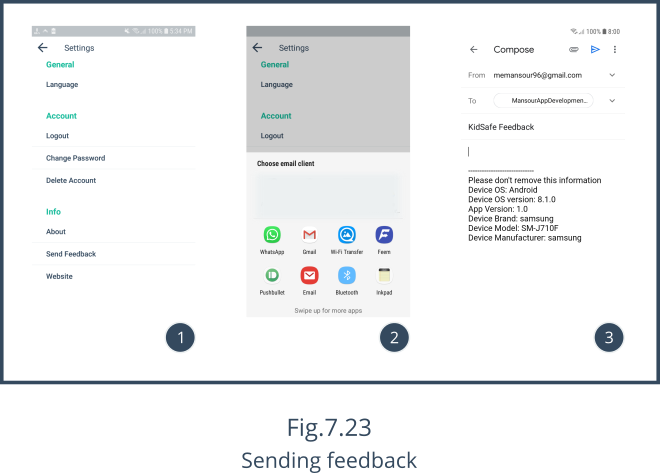 5:34 PM
Settings
General
Language
Account
Logout
Change Password
Delete Account
Info
About
Send Feedback
Website
1
Settings
General
Language
Account
Logout
Choose email client
WhatsApp Gmail Wi-Fi Transfer Feem
Pushbullet Email Bluetooth Inkpad
Swipe up for more apps
2
100% 8:00
Compose
From memansour96@gmail.com
To MansourAppDevelopmen...
KidSafe Feedback
------------------------------
Please don't remove this information
Device OS: Android
Device OS version: 8.1.0
App Version: 1.0
Device Brand: samsung
Device Model: SM-J710F
Device Manufacturer: samsung
3
Fig.7.23
Sending feedback